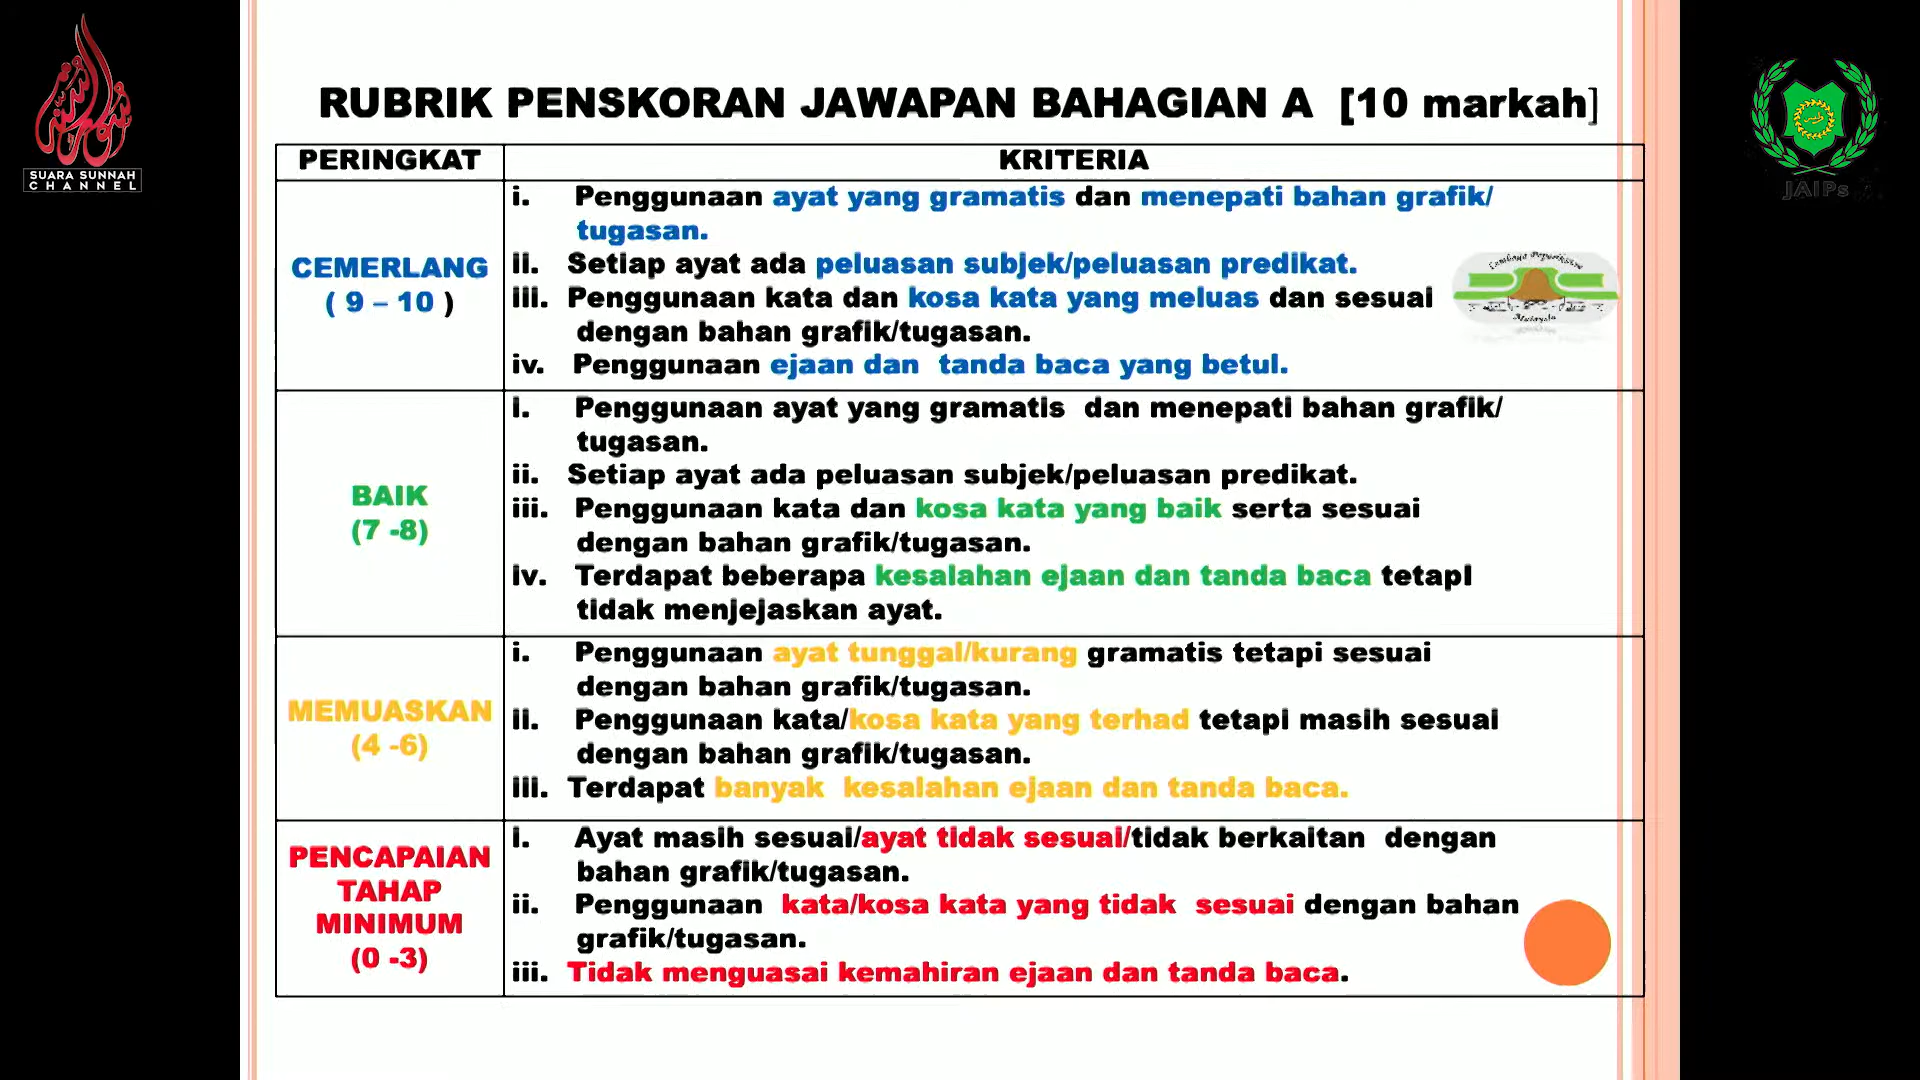 SUARA SUNNAH
CHANNEL
JAIPs
RUBRIK PENSKORAN JAWAPAN BAHAGIAN A [10 markah]
PERINGKAT
KRITERIA
CEMERLANG
( 9 – 10 )
i. Penggunaan ayat yang gramatis dan menepati bahan grafik/
tugasan.
ii. Setiap ayat ada peluasan subjek/peluasan predikat.
iii. Penggunaan kata dan kosa kata yang meluas dan sesuai
dengan bahan grafik/tugasan.
iv. Penggunaan ejaan dan tanda baca yang betul.
Lembaga Peperiksaan
Malaysia
BAIK
(7 -8)
i. Penggunaan ayat yang gramatis dan menepati bahan grafik/
tugasan.
ii. Setiap ayat ada peluasan subjek/peluasan predikat.
iii. Penggunaan kata dan kosa kata yang baik serta sesuai
dengan bahan grafik/tugasan.
iv. Terdapat beberapa kesalahan ejaan dan tanda baca tetapi
tidak menjejaskan ayat.
MEMUASKAN
(4 -6)
i. Penggunaan ayat tunggal/kurang gramatis tetapi sesuai
dengan bahan grafik/tugasan.
ii. Penggunaan kata/kosa kata yang terhad tetapi masih sesuai
dengan bahan grafik/tugasan.
iii. Terdapat banyak kesalahan ejaan dan tanda baca.
PENCAPAIAN
TAHAP
MINIMUM
(0 -3)
i. Ayat masih sesuai/ayat tidak sesuai/tidak berkaitan dengan
bahan grafik/tugasan.
ii. Penggunaan kata/kosa kata yang tidak sesuai dengan bahan
grafik/tugasan.
iii. Tidak menguasai kemahiran ejaan dan tanda baca.